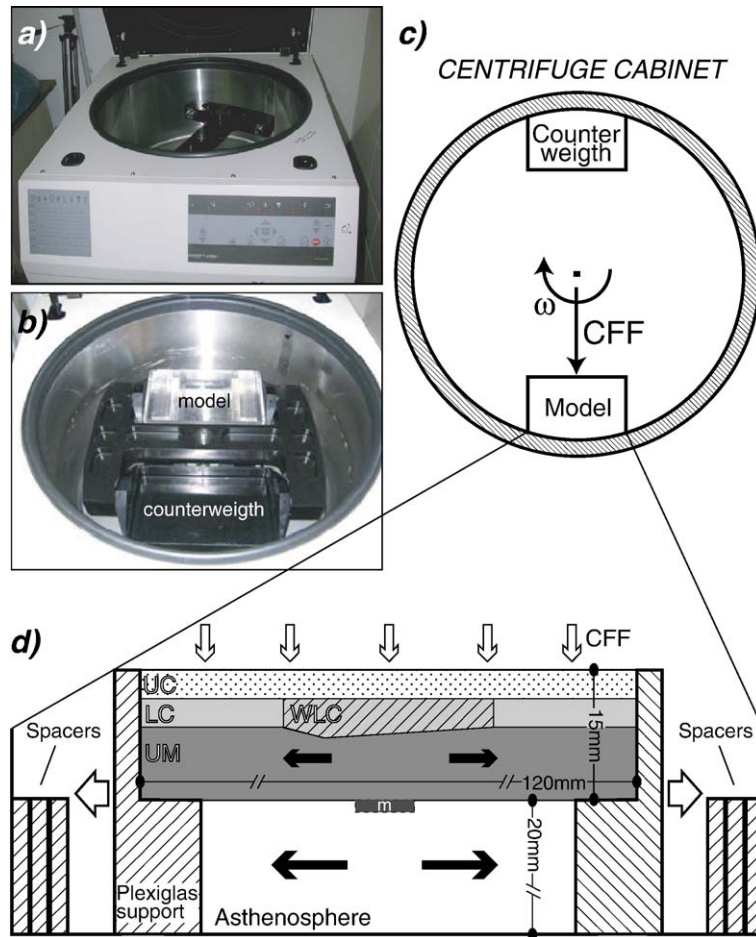 a)
b)
model
counterweigth
c)
CENTRIFUGE CABINET
Counter
weigth
ω
CFF
Model
d)
CFF
UC
LC
WLC
UM
15mm
120mm
m
20mm
Spacers
Spacers
Plexiglas
support
Asthenosphere